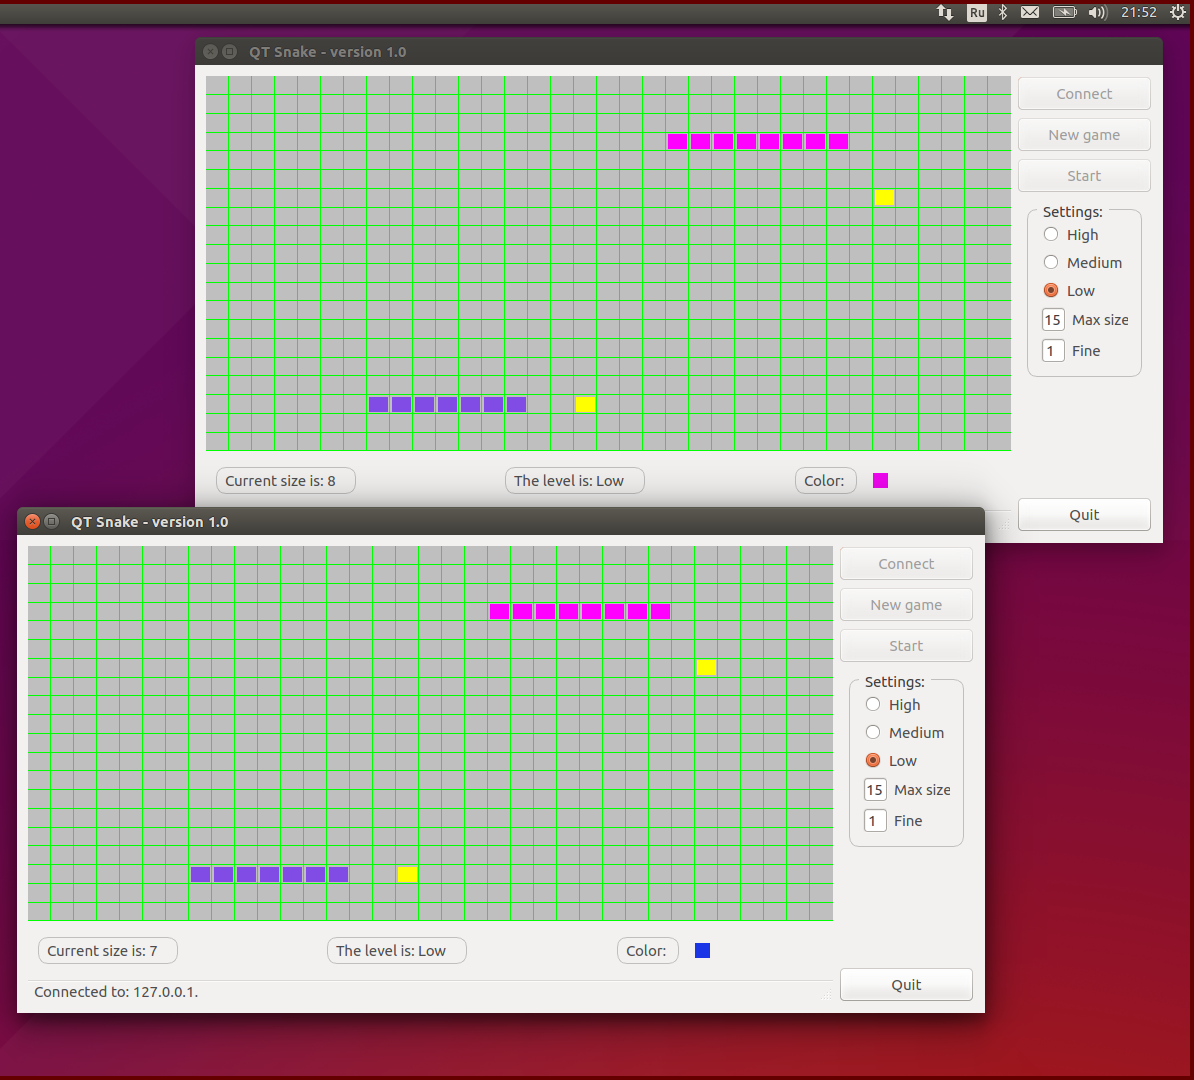 Ru
21:52
QT Snake - version 1.0
Connect
New game
Start
Settings:
High
Medium
Low
15 Max size
1 Fine
Current size is: 8
The level is: Low
Color:
Quit
QT Snake - version 1.0
Connect
New game
Start
Settings:
High
Medium
Low
15 Max size
1 Fine
Current size is: 7
The level is: Low
Color:
Connected to: 127.0.0.1.
Quit